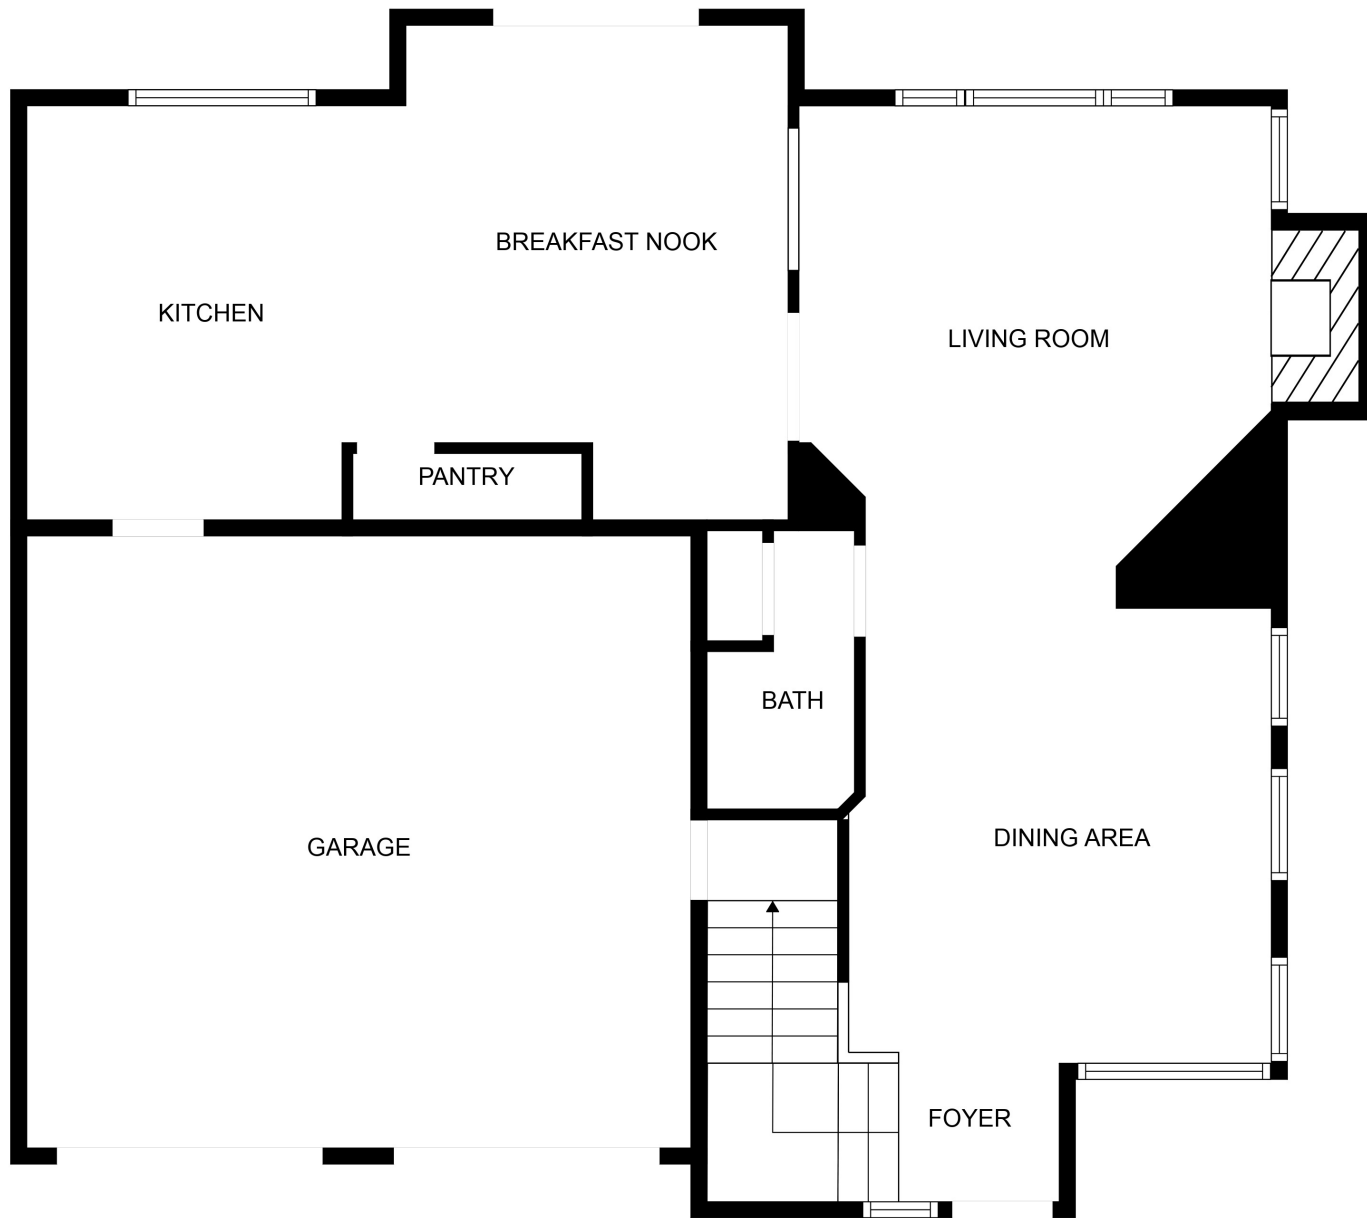 BREAKFAST NOOK
KITCHEN
LIVING ROOM
PANTRY
BATH
DINING AREA
GARAGE
FOYER